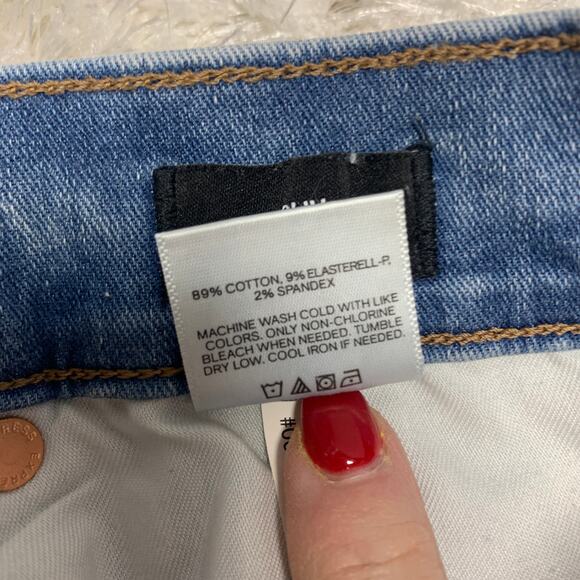 89% COTTON, 9% ELASTERELL-P,
2% SPANDEX
MACHINE WASH COLD WITH LIKE
COLORS. ONLY NON-CHLORINE
BLEACH WHEN NEEDED. TUMBLE
DRY LOW. COOL IRON IF NEEDED.
EXPRESS